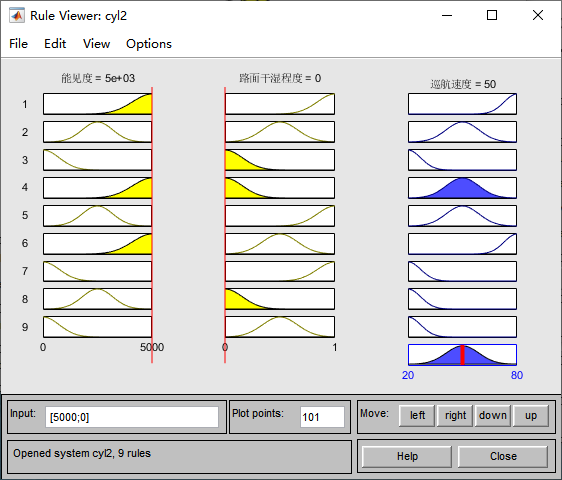 Rule Viewer: cyl2
File Edit View Options
能见度 = 5e+03 路面干湿程度 = 0 巡航速度 = 50
1
2
3
4
5
6
7
8
9
0 5000 0 1
20 80
Input: [5000;0] Plot points: 101 Move: left right down up
Opened system cyl2, 9 rules Help Close